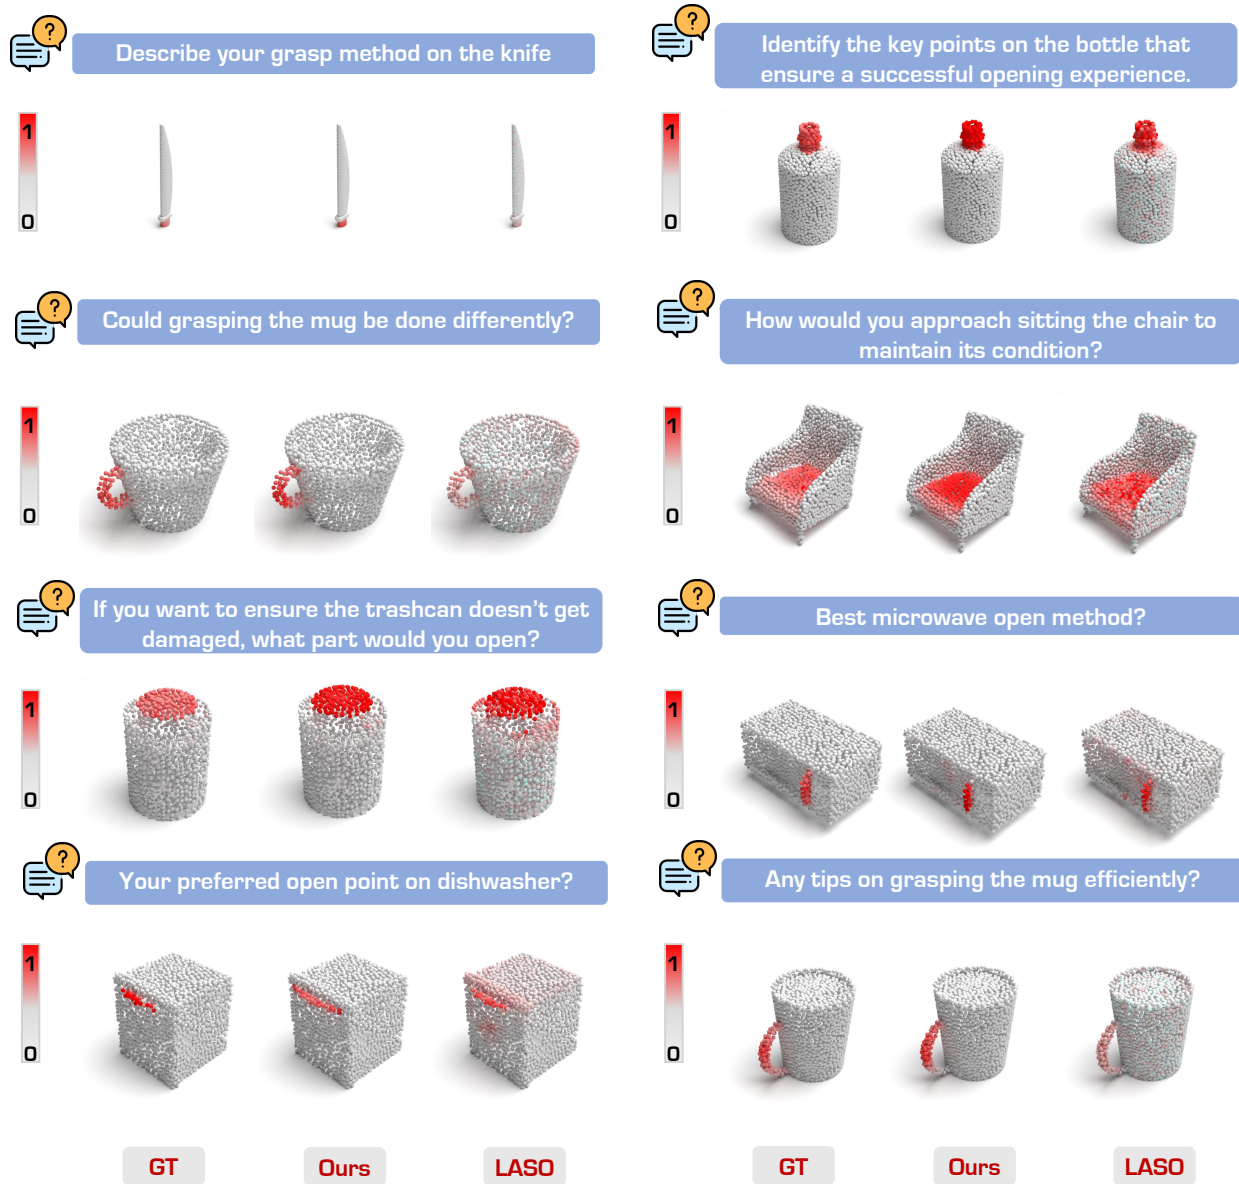 ?
Describe your grasp method on the knife
?
Identify the key points on the bottle that
ensure a successful opening experience.
1
0
1
0
?
Could grasping the mug be done differently?
?
How would you approach sitting the chair to
maintain its condition?
1
0
1
0
?
If you want to ensure the trashcan doesn't get
damaged, what part would you open?
?
Best microwave open method?
1
0
1
0
?
Your preferred open point on dishwasher?
?
Any tips on grasping the mug efficiently?
1
0
1
0
GT
Ours
LASO
GT
Ours
LASO